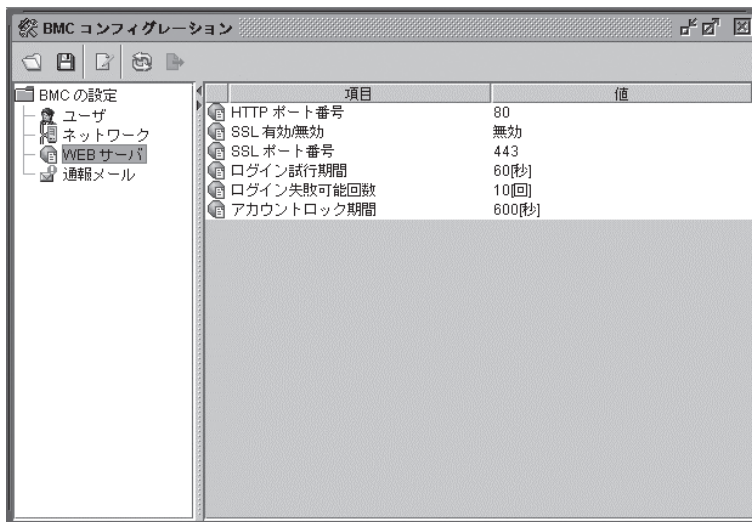 BMC コンフィグレーション
BMC の設定
ユーザ
ネットワーク
WEB サーバ
通報メール
項目 値
HTTP ポート番号 80
SSL 有効/無効 無効
SSL ポート番号 443
ログイン試行期間 60[秒]
ログイン失敗可能回数 10[回]
アカウントロック期間 600[秒]